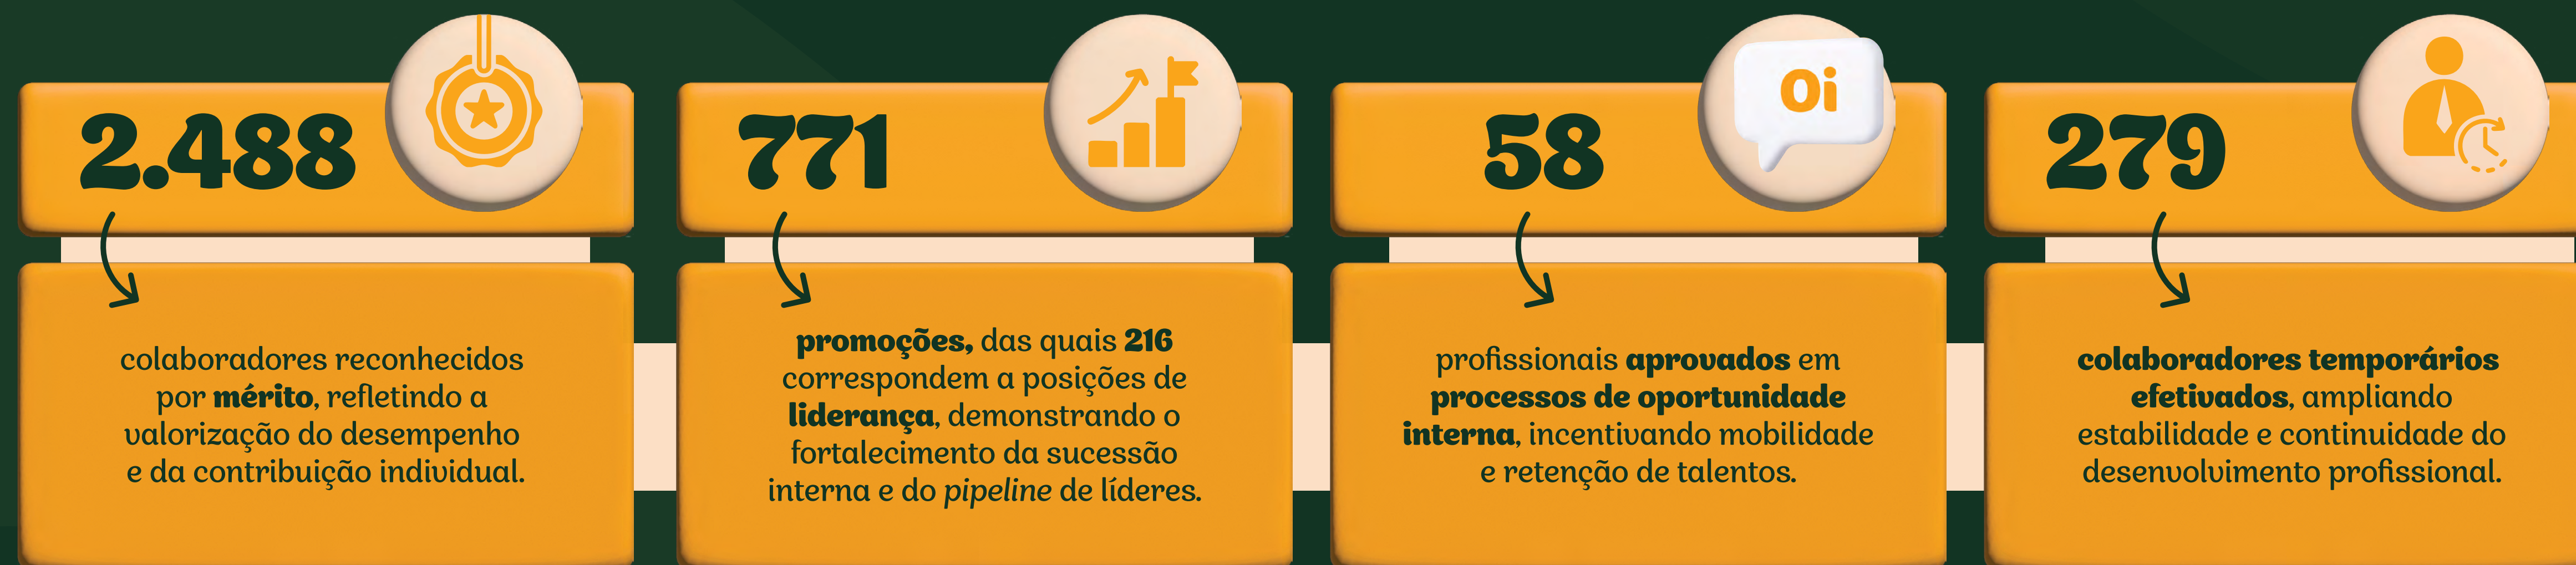 2.488
colaboradores reconhecidos
por mérito, refletindo a
valorização do desempenho
e da contribuição individual.
771
promoções, das quais 216
correspondem a posições de
liderança, demonstrando o
fortalecimento da sucessão
interna e do pipeline de líderes.
58
Oi
profissionais aprovados em
processos de oportunidade
interna, incentivando mobilidade
e retenção de talentos.
279
colaboradores temporários
efetivados, ampliando
estabilidade e continuidade do
desenvolvimento profissional.